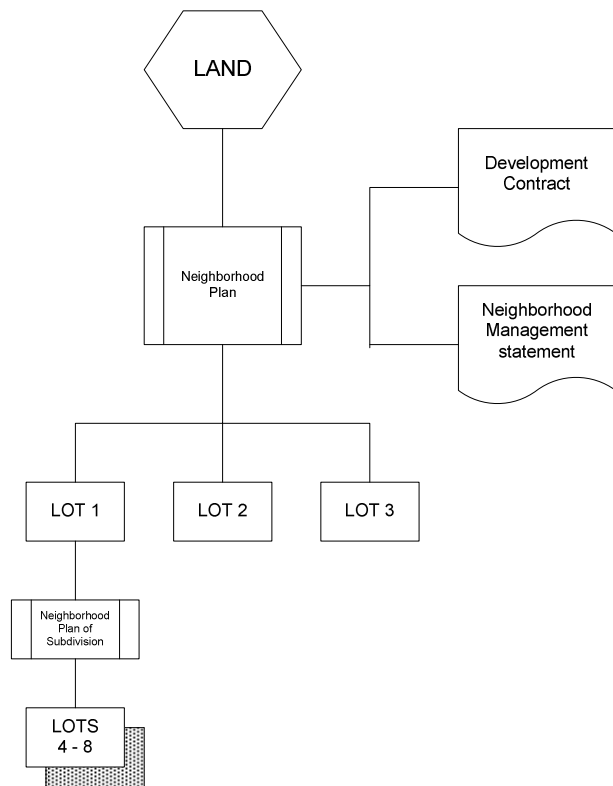 LAND
Development
Contract
Neighborhood
Plan
Neighborhood
Management
statement
LOT 1
LOT 2
LOT 3
Neighborhood
Plan of
Subdivision
LOTS
4 - 8